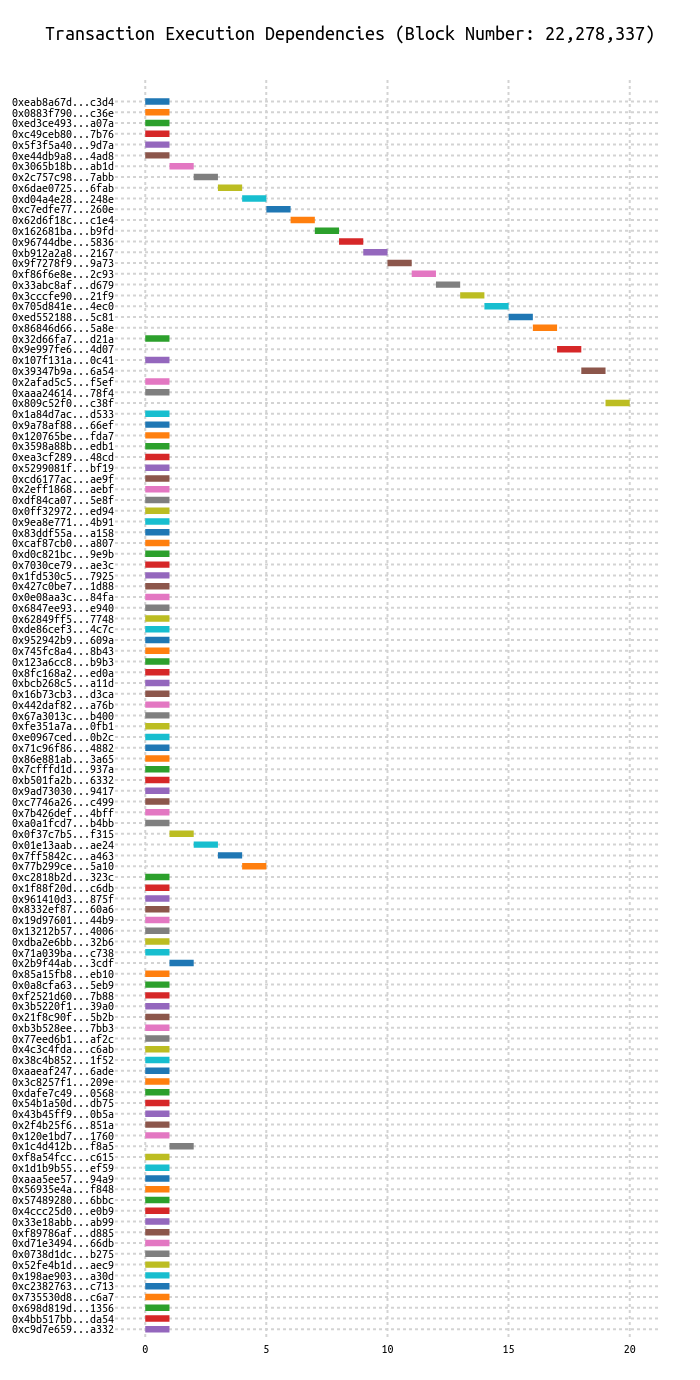 Transaction Execution Dependencies (Block Number: 22,278,337)
0xeab8a67d...c3d4
0x0883f790...c36e
0xed3ce493...a07a
0xc49ceb80...7b76
0x5f3f5a40...9d7a
0xe44db9a8...4ad8
0x3065b18b...ab1d
0x2c757c98...7abb
0x6dae0725...6fab
0xd04a4e28...248e
0xc7edfe77...260e
0x62d6f18c...c1e4
0x162681ba...b9fd
0x96744dbe...5836
0xb912a2a8...2167
0x9f7278f9...9a73
0xf86f6e8e...2c93
0x33abc8af...d679
0x3cccfe90...21f9
0x705d841e...4ec0
0xed552188...5c81
0x86846d66...5a8e
0x32d66fa7...d21a
0x9e997fe6...4d07
0x107f131a...0c41
0x39347b9a...6a54
0x2afad5c5...f5ef
0xaaa24614...78f4
0x809c52f0...c38f
0x1a84d7ac...d533
0x9a78af88...66ef
0x120765be...fda7
0x3598a88b...edb1
0xea3cf289...48cd
0x5299081f...bf19
0xcd6177ac...ae9f
0x2eff1868...aebf
0xdf84ca07...5e8f
0x0ff32972...ed94
0x9ea8e771...4b91
0x83ddf55a...a158
0xcaf87cb0...a807
0xd0c821bc...9e9b
0x7030ce79...ae3c
0x1fd530c5...7925
0x427c0be7...1d88
0x0e08aa3c...84fa
0x6847ee93...e940
0x62849ff5...7748
0xde86cef3...4c7c
0x952942b9...609a
0x745fc8a4...8b43
0x123a6cc8...b9b3
0x8fc168a2...ed0a
0xbcb268c5...a11d
0x16b73cb3...d3ca
0x442daf82...a76b
0x67a3013c...b400
0xfe351a7a...0fb1
0xe0967ced...0b2c
0x71c96f86...4882
0x86e881ab...3a65
0x7cfffd1d...937a
0xb501fa2b...6332
0x9ad73030...9417
0xc7746a26...c499
0x7b426def...4bff
0xa0a1fcd7...b4bb
0x0f37c7b5...f315
0x01e13aab...ae24
0x7ff5842c...a463
0x77b299ce...5a10
0xc2818b2d...323c
0x1f88f20d...c6db
0x961410d3...875f
0x8332ef87...60a6
0x19d97601...44b9
0x13212b57...4006
0xdba2e6bb...32b6
0x71a039ba...c738
0x2b9f44ab...3cdf
0x85a15fb8...eb10
0x0a8cfa63...5eb9
0xf2521d60...7b88
0x3b5220f1...39a0
0x21f8c90f...5b2b
0xb3b528ee...7bb3
0x77eed6b1...af2c
0x4c3c4fda...c6ab
0x38c4b852...1f52
0xaaeaf247...6ade
0x3c8257f1...209e
0xdafe7c49...0568
0x54b1a50d...db75
0x43b45ff9...0b5a
0x2f4b25f6...851a
0x120e1bd7...1760
0x1c4d412b...f8a5
0xf8a54fcc...c615
0x1d1b9b55...ef59
0xaaa5ee57...94a9
0x56935e4a...f848
0x57489280...6bbc
0x4ccc25d0...e0b9
0x33e18abb...ab99
0xf89786af...d885
0xd71e3494...66db
0x0738d1dc...b275
0x52fe4b1d...aec9
0x198ae903...a30d
0xc2382763...c713
0x735530d8...c6a7
0x698d819d...1356
0x4bb517bb...da54
0xc9d7e659...a332
0 5 10 15 20